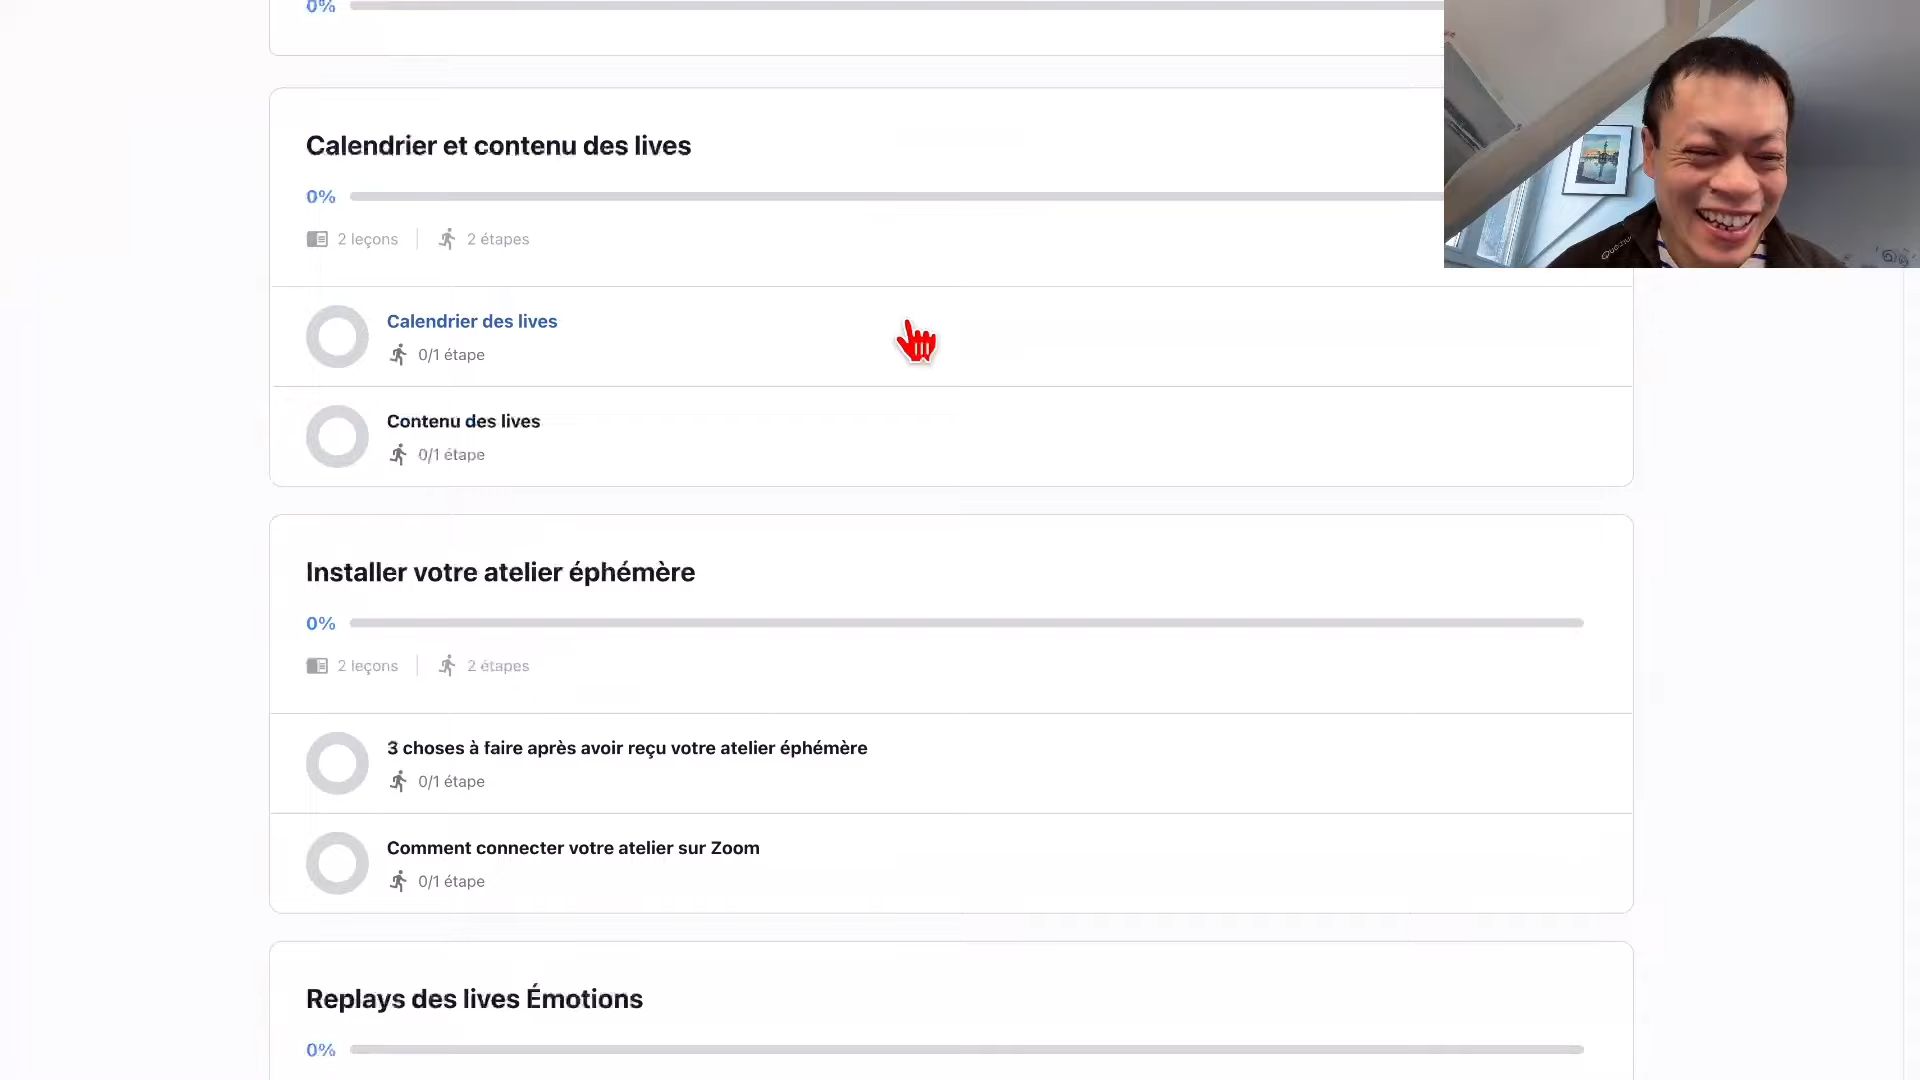 0%
Calendrier et contenu des lives
0%
2 leçons
2 étapes
Calendrier des lives
0/1 étape
Contenu des lives
0/1 étape
Installer votre atelier éphémère
0%
2 leçons
2 étapes
3 choses à faire après avoir reçu votre atelier éphémère
0/1 étape
Comment connecter votre atelier sur Zoom
0/1 étape
Replays des lives Émotions
0%